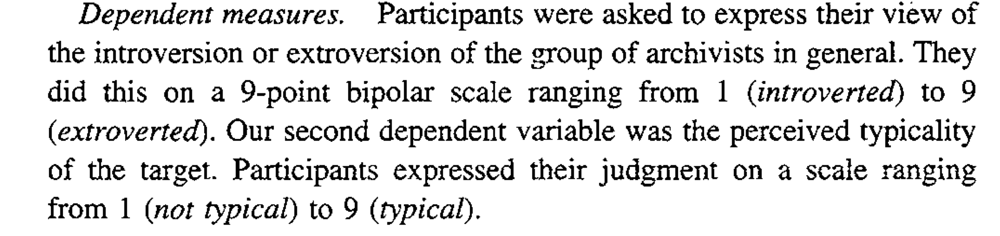 Dependent measures. Participants were asked to express their view of
the introversion or extroversion of the group of archivists in general. They
did this on a 9-point bipolar scale ranging from 1 (introverted) to 9
(extroverted). Our second dependent variable was the perceived typicality
of the target. Participants expressed their judgment on a scale ranging
from 1 (not typical) to 9 (typical).